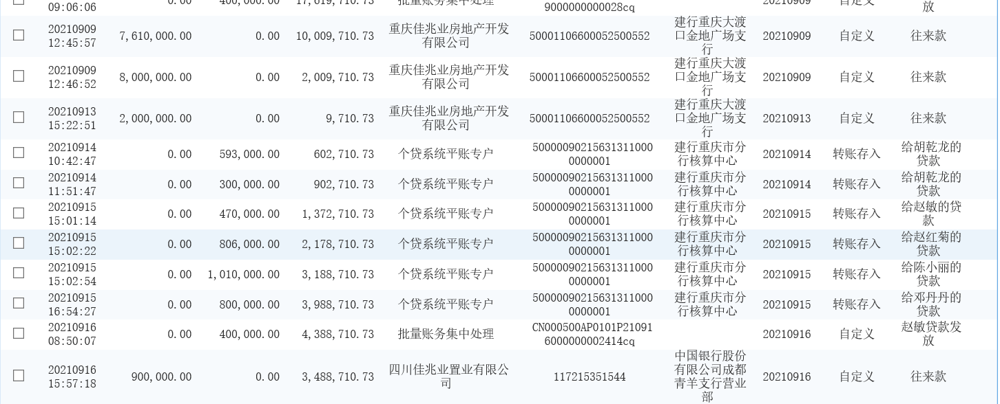 09:06:06 0.00 400,000.00 17,619,710.73 批量账务集中处理 9000000000028cq 20210909 自定义 放
20210909 12:45:57 7,610,000.00 0.00 10,009,710.73 重庆佳兆业房地产开发有限公司 50001106600052500552 建行重庆大渡口金地广场支行 20210909 自定义 往来款
20210909 12:46:52 8,000,000.00 0.00 2,009,710.73 重庆佳兆业房地产开发有限公司 50001106600052500552 建行重庆大渡口金地广场支行 20210909 自定义 往来款
20210913 15:22:51 2,000,000.00 0.00 9,710.73 重庆佳兆业房地产开发有限公司 50001106600052500552 建行重庆大渡口金地广场支行 20210913 自定义 往来款
20210914 10:42:47 0.00 593,000.00 602,710.73 个贷系统平账专户 500000902156313110000000001 建行重庆市分行核算中心 20210914 转账存入 给胡乾龙的贷款
20210914 11:51:47 0.00 300,000.00 902,710.73 个贷系统平账专户 500000902156313110000000001 建行重庆市分行核算中心 20210914 转账存入 给胡乾龙的贷款
20210915 15:01:14 0.00 470,000.00 1,372,710.73 个贷系统平账专户 500000902156313110000000001 建行重庆市分行核算中心 20210915 转账存入 给赵敏的贷款
20210915 15:02:22 0.00 806,000.00 2,178,710.73 个贷系统平账专户 500000902156313110000000001 建行重庆市分行核算中心 20210915 转账存入 给赵红菊的贷款
20210915 15:02:54 0.00 1,010,000.00 3,188,710.73 个贷系统平账专户 500000902156313110000000001 建行重庆市分行核算中心 20210915 转账存入 给陈小丽的贷款
20210915 16:54:27 0.00 800,000.00 3,988,710.73 个贷系统平账专户 500000902156313110000000001 建行重庆市分行核算中心 20210915 转账存入 给邓丹丹的贷款
20210916 08:50:07 0.00 400,000.00 4,388,710.73 批量账务集中处理 CN000500AP0101P210916000000002414cq 20210916 自定义 赵敏贷款发放
20210916 15:57:18 900,000.00 0.00 3,488,710.73 四川佳兆业置业有限公司 117215351544 中国银行股份有限公司成都青羊支行营业部 20210916 自定义 往来款